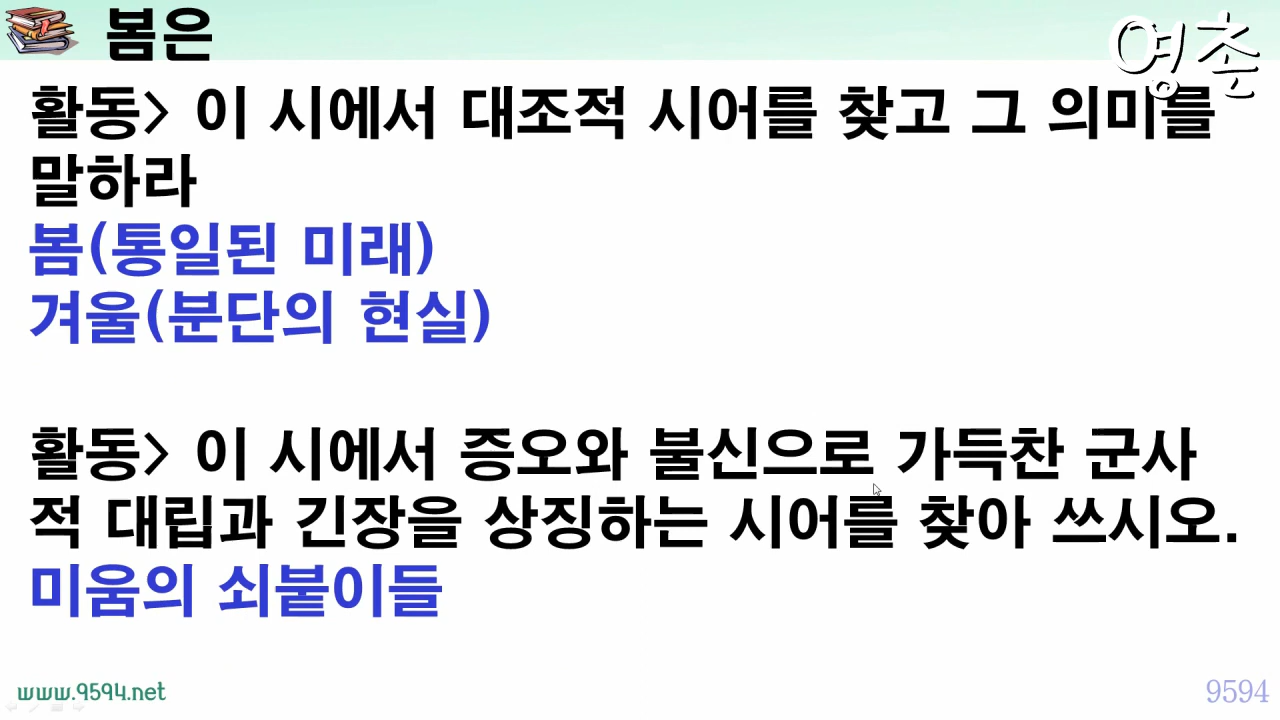 봄은
영촌
활동> 이 시에서 대조적 시어를 찾고 그 의미를
말하라
봄(통일된 미래)
겨울(분단의 현실)
활동> 이 시에서 증오와 불신으로 가득찬 군사
적 대립과 긴장을 상징하는 시어를 찾아 쓰시오.
미움의 쇠붙이들
www.9594.net
9594